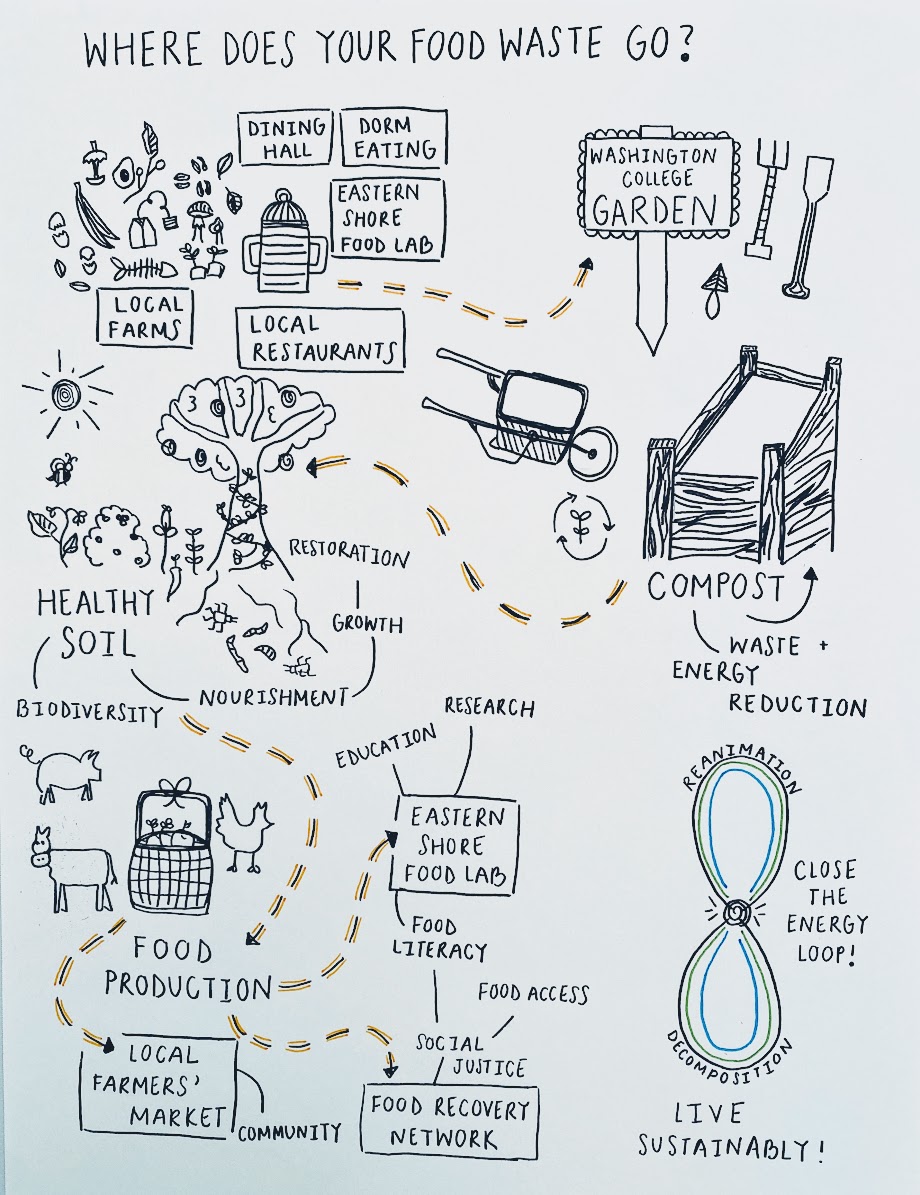 WHERE DOES YOUR FOOD WASTE GO?
DINING
HALL
DORM
EATING
EASTERN
SHORE
FOOD LAB
LOCAL
FARMS
LOCAL
RESTAURANTS
WASHINGTON
COLLEGE
GARDEN
COMPOST
WASTE +
ENERGY
REDUCTION
RESTORATION
GROWTH
NOURISHMENT
HEALTHY
SOIL
BIODIVERSITY
RESEARCH
EDUCATION
EASTERN
SHORE
FOOD LAB
FOOD
LITERACY
FOOD ACCESS
SOCIAL
JUSTICE
FOOD RECOVERY
NETWORK
FOOD
PRODUCTION
LOCAL
FARMERS'
MARKET
COMMUNITY
REANIMATION
CLOSE
THE
ENERGY
LOOP!
DECOMPOSITION
LIVE
SUSTAINABLY!